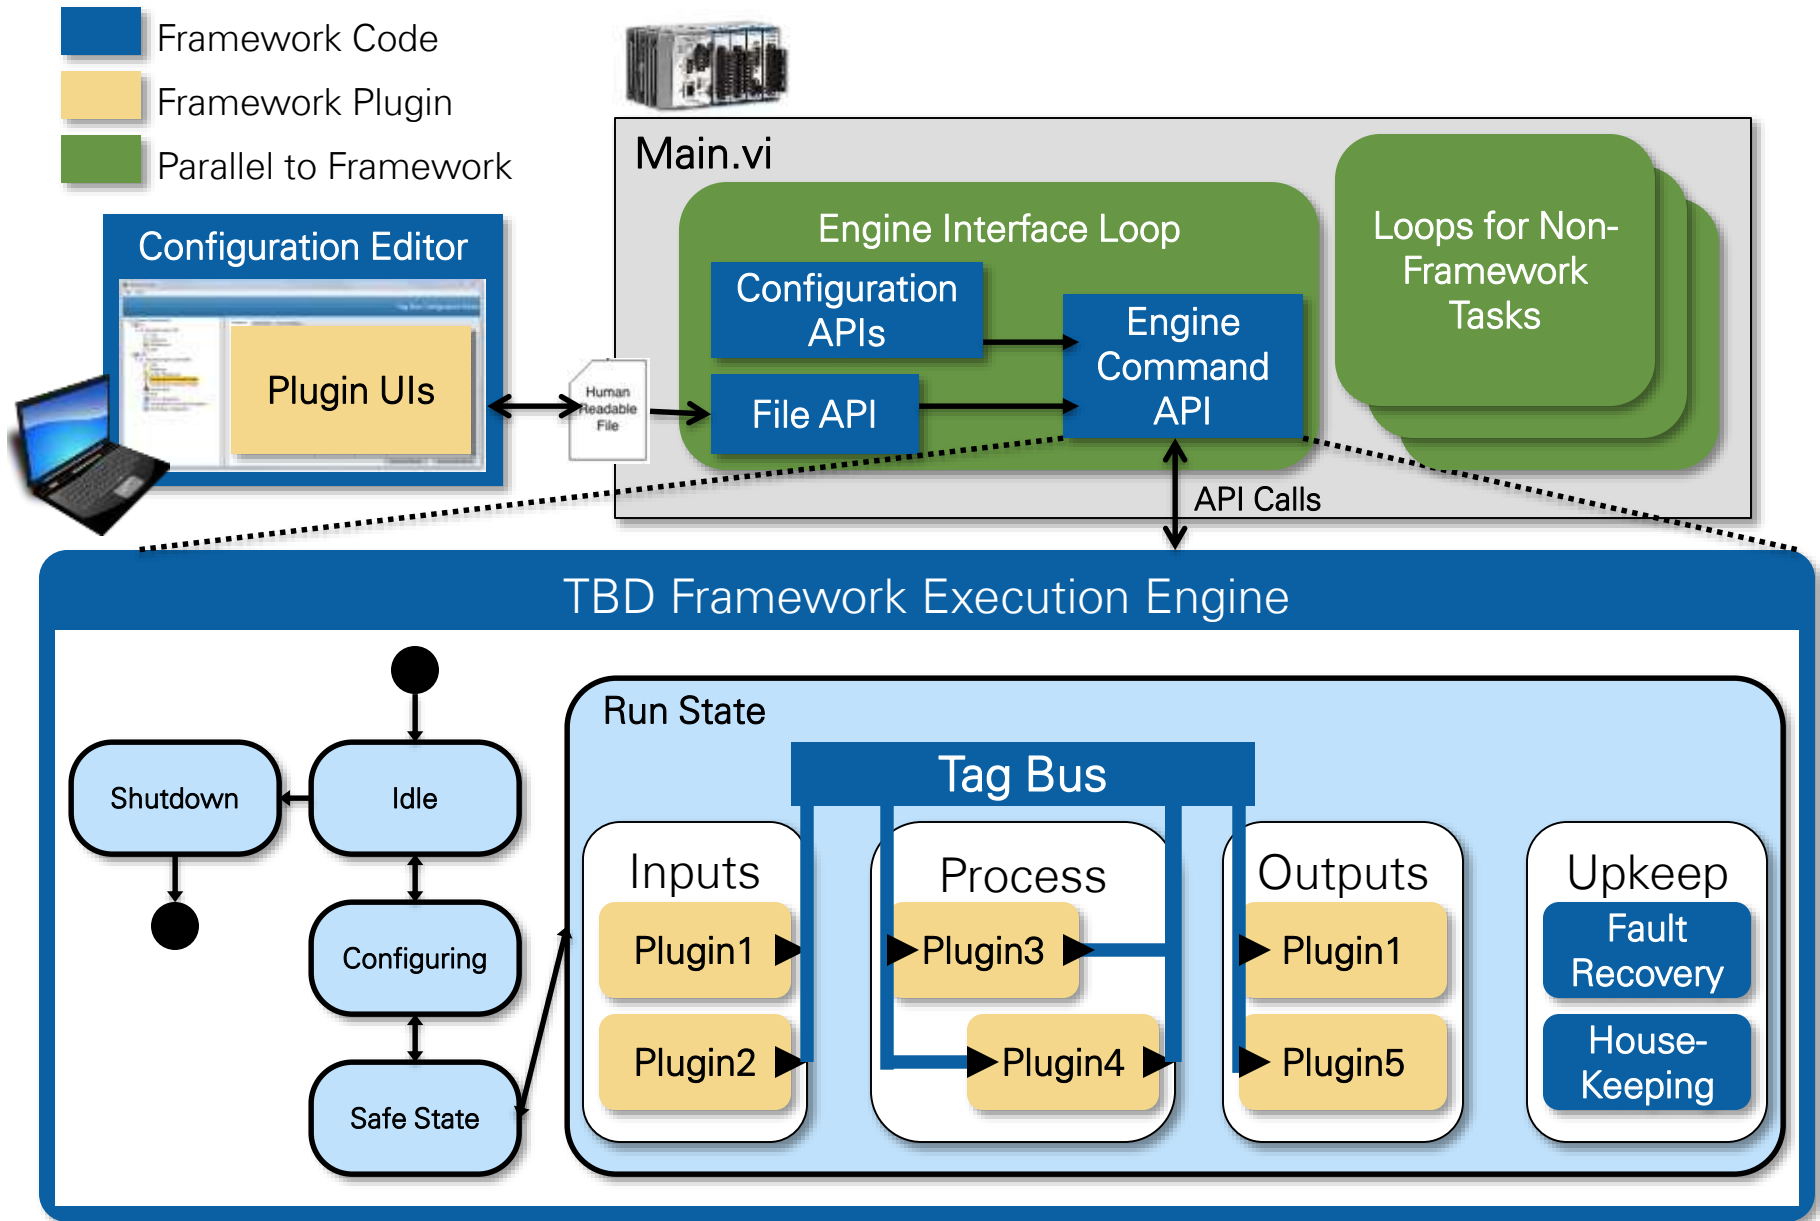 Framework Code
Framework Plugin
Parallel to Framework
Main.vi
Configuration Editor
Plugin UIs
Human
Readable
File
Engine Interface Loop
Configuration
APIs
File API
Engine
Command
API
Loops for Non-
Framework
Tasks
API Calls
TBD Framework Execution Engine
Shutdown
Idle
Configuring
Safe State
Run State
Tag Bus
Inputs
Plugin1
Plugin2
Process
Plugin3
Plugin4
Outputs
Plugin1
Plugin5
Upkeep
Fault
Recovery
House-
Keeping